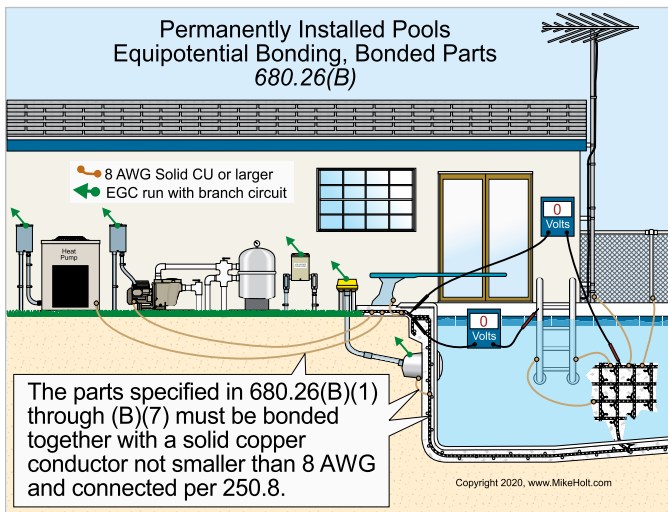 Permanently Installed Pools
Equipotential Bonding, Bonded Parts
680.26(B)
8 AWG Solid CU or larger
EGC run with branch circuit
Heat
Pump
0
Volts
0
Volts
The parts specified in 680.26(B)(1)
through (B)(7) must be bonded
together with a solid copper
conductor not smaller than 8 AWG
and connected per 250.8.
Copyright 2020, www.MikeHolt.com